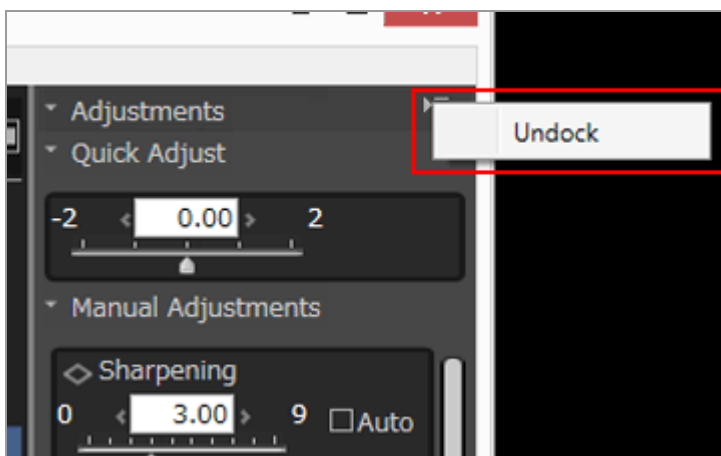 Adjustments
Undock
Quick Adjust
-2 0.00 2
Manual Adjustments
Sharpening
0 3.00 9 Auto